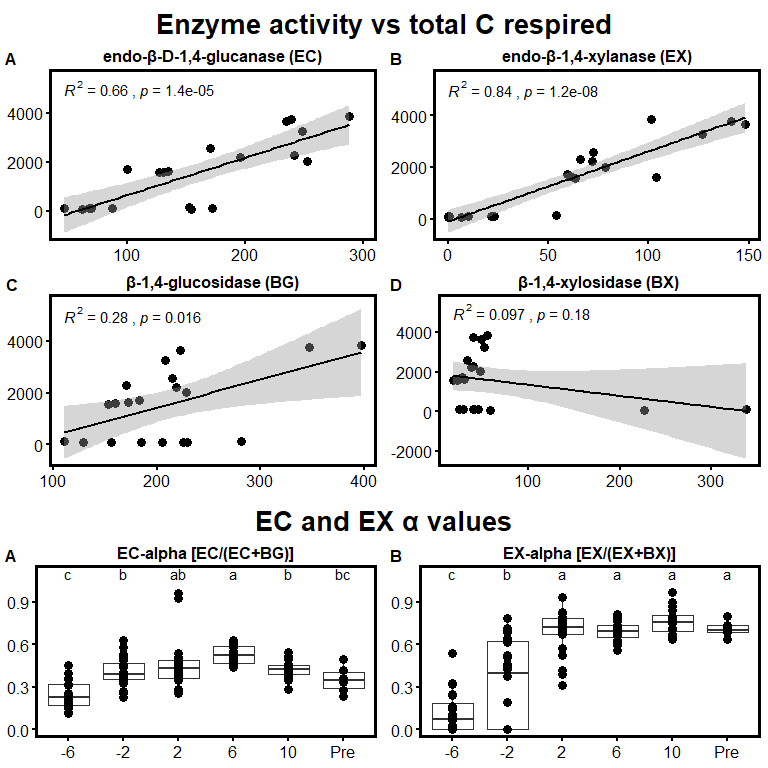 Enzyme activity vs total C respired
A endo-β-D-1,4-glucanase (EC)
R² = 0.66 , p = 1.4e-05
4000
2000
0
100 200 300
B endo-β-1,4-xylanase (EX)
R² = 0.84 , p = 1.2e-08
4000
2000
0
0 50 100 150
C β-1,4-glucosidase (BG)
R² = 0.28 , p = 0.016
4000
2000
0
100 200 300 400
D β-1,4-xylosidase (BX)
R² = 0.097 , p = 0.18
4000
2000
0
-2000
100 200 300
EC and EX α values
A EC-alpha [EC/(EC+BG)]
c b ab a b bc
0.9
0.6
0.3
0.0
-6 -2 2 6 10 Pre
B EX-alpha [EX/(EX+BX)]
c b a a a a
0.9
0.6
0.3
0.0
-6 -2 2 6 10 Pre